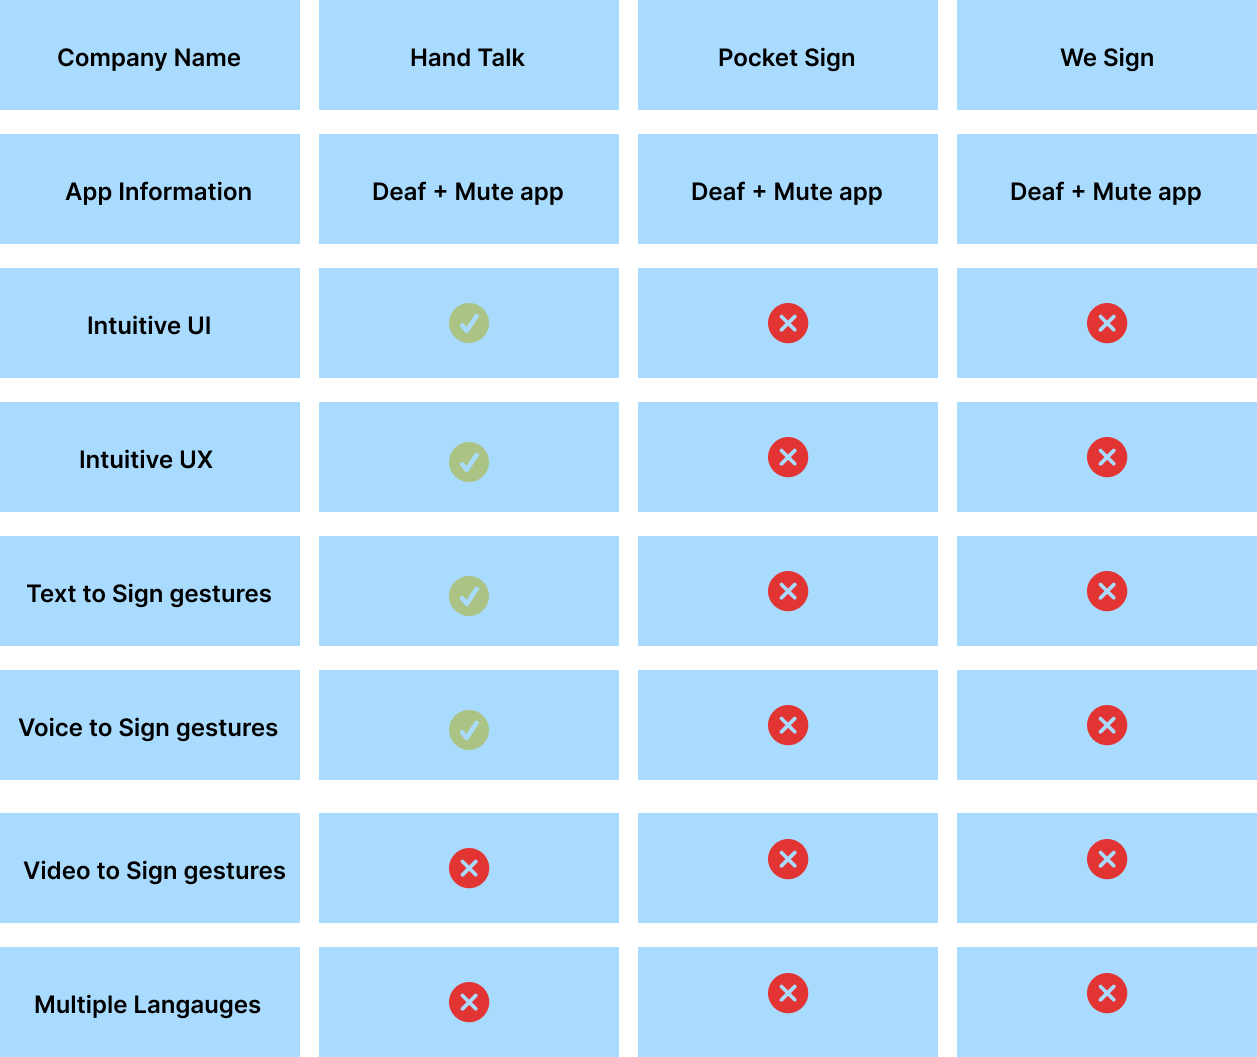 Company Name
Hand Talk
Pocket Sign
We Sign
App Information
Deaf + Mute app
Deaf + Mute app
Deaf + Mute app
Intuitive UI
Intuitive UX
Text to Sign gestures
Voice to Sign gestures
Video to Sign gestures
Multiple Langauges